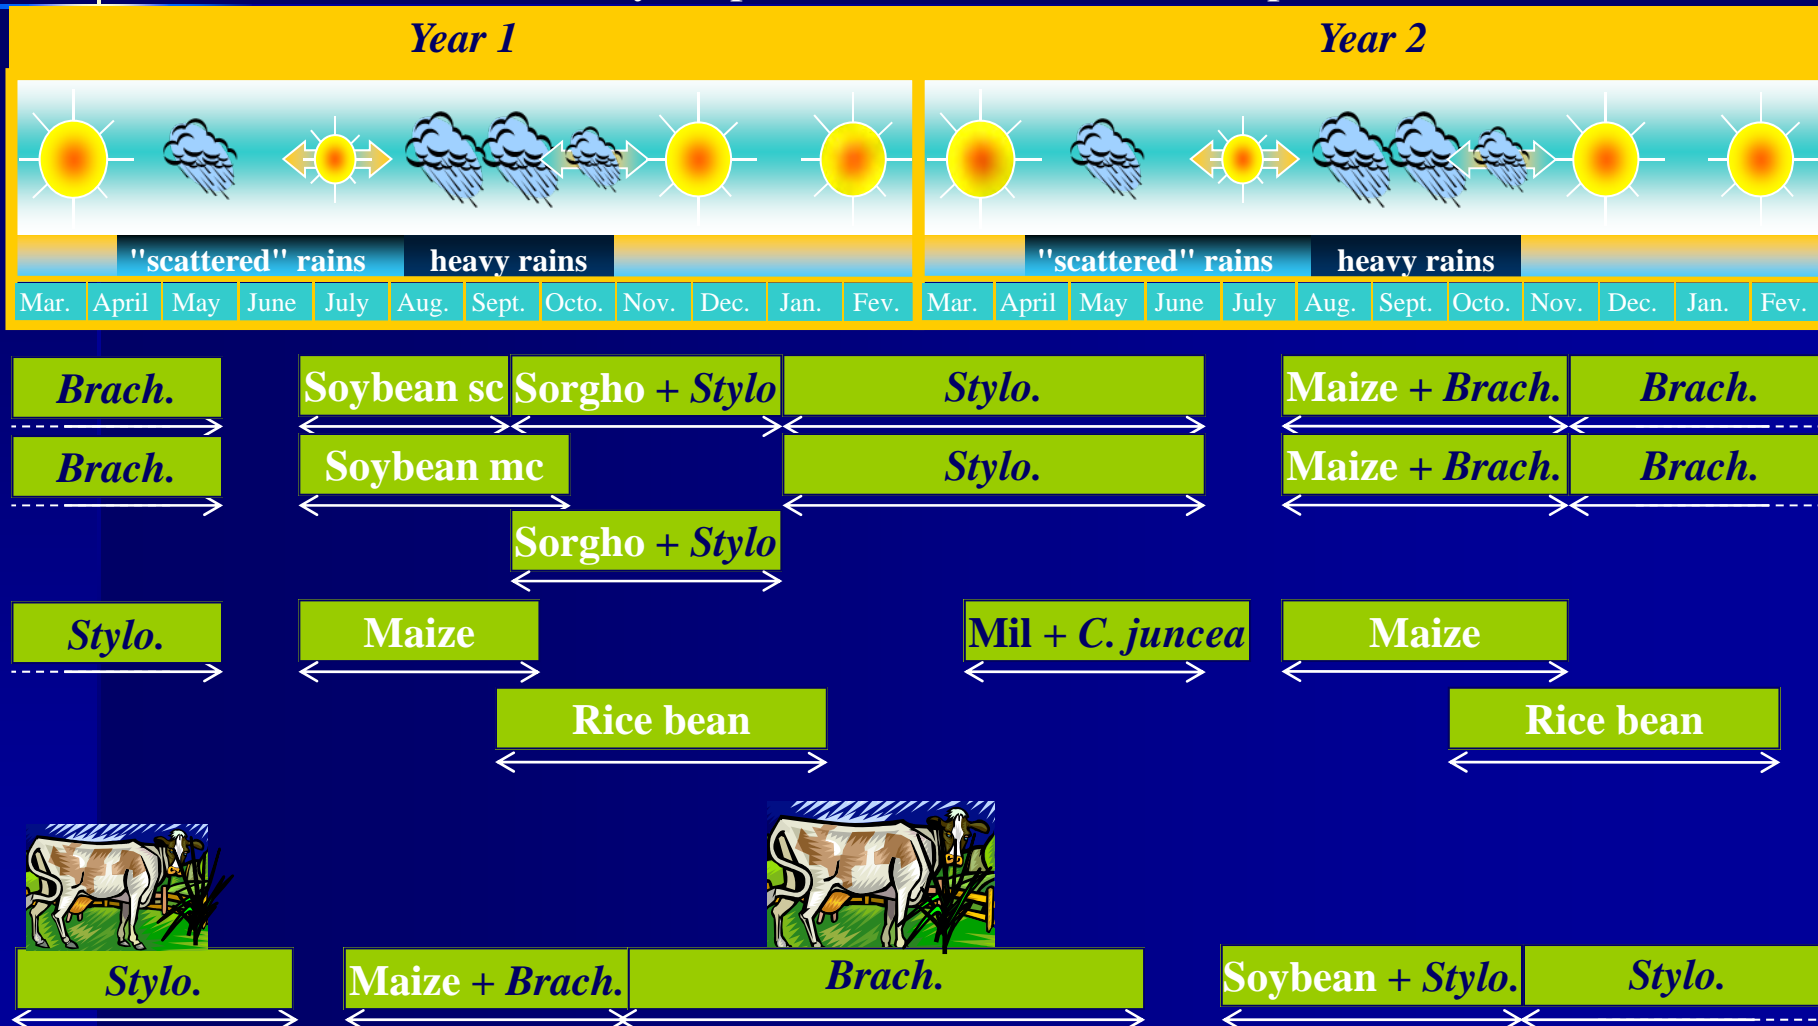 Year 1 Year 2
"scattered" rains heavy rains "scattered" rains heavy rains
Mar. April May June July Aug. Sept. Octo. Nov. Dec. Jan. Fev. Mar. April May June July Aug. Sept. Octo. Nov. Dec. Jan. Fev.
Brach. Soybean sc Sorgho + Stylo Stylo. Maize + Brach. Brach.
Brach. Soybean mc Stylo. Maize + Brach. Brach.
Sorgho + Stylo
Stylo. Maize Mil + C. juncea Maize
Rice bean Rice bean
Stylo. Maize + Brach. Brach. Soybean + Stylo. Stylo.